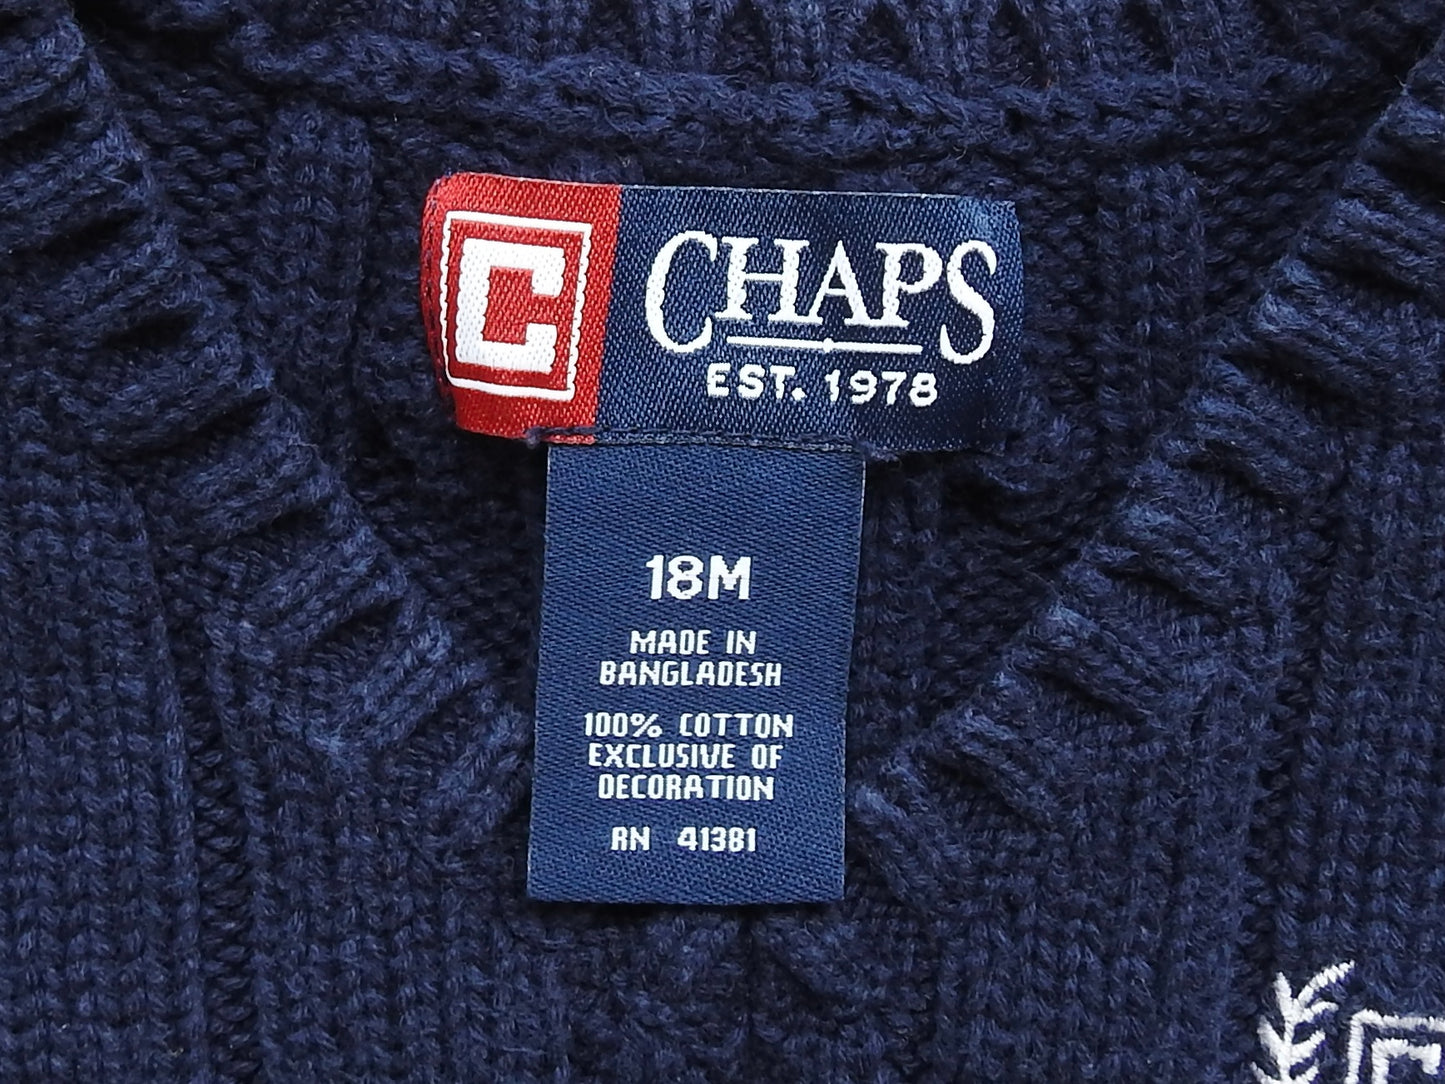 C CHAPS
EST. 1978
18M
MADE IN
BANGLADESH
100% COTTON
EXCLUSIVE OF
DECORATION
RN 41381